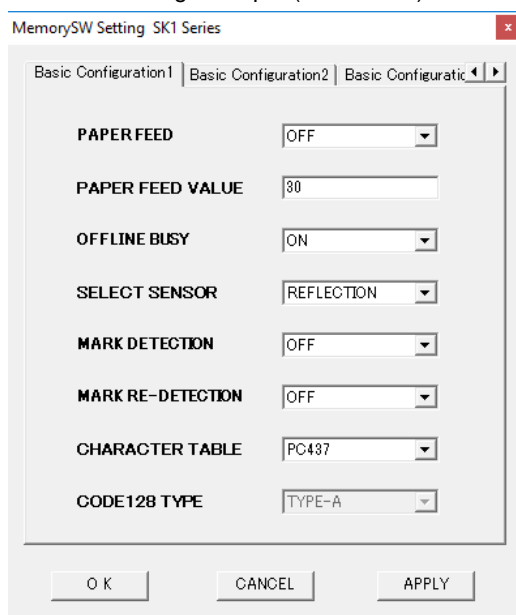 MemorySW Setting SK1 Series
x
Basic Configuration1 Basic Configuration2 Basic Configuratic
PAPER FEED OFF
PAPER FEED VALUE 30
OFFLINE BUSY ON
SELECT SENSOR REFLECTION
MARK DETECTION OFF
MARK RE-DETECTION OFF
CHARACTER TABLE PC437
CODE128 TYPE TYPE-A
OK CANCEL APPLY